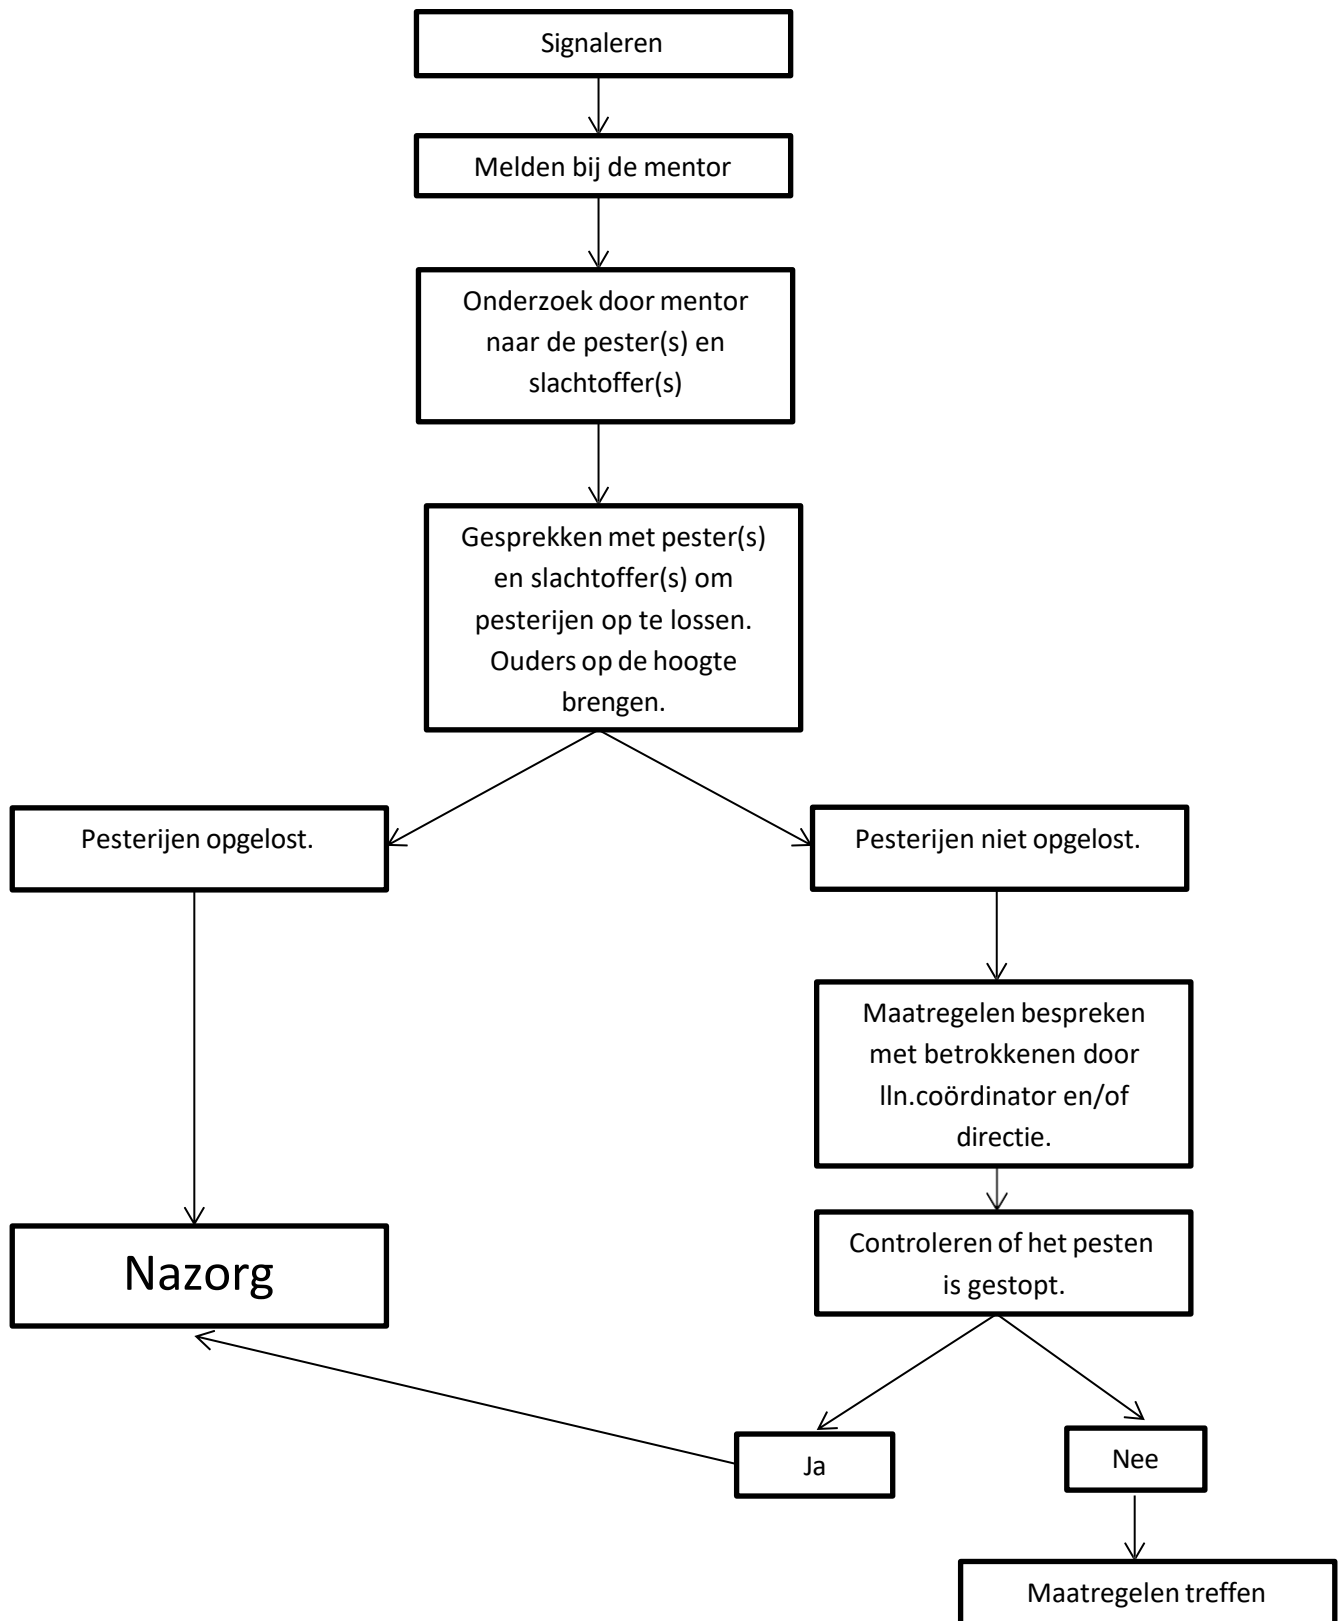 Signaleren
Melden bij de mentor
Onderzoek door mentor
naar de pester(s) en
slachtoffer(s)
Gesprekken met pester(s)
en slachtoffer(s) om
pesterijen op te lossen.
Ouders op de hoogte
brengen.
Pesterijen opgelost.
Pesterijen niet opgelost.
Maatregelen bespreken
met betrokkenen door
lln.coördinator en/of
directie.
Nazorg
Controleren of het pesten
is gestopt.
Ja
Nee
Maatregelen treffen